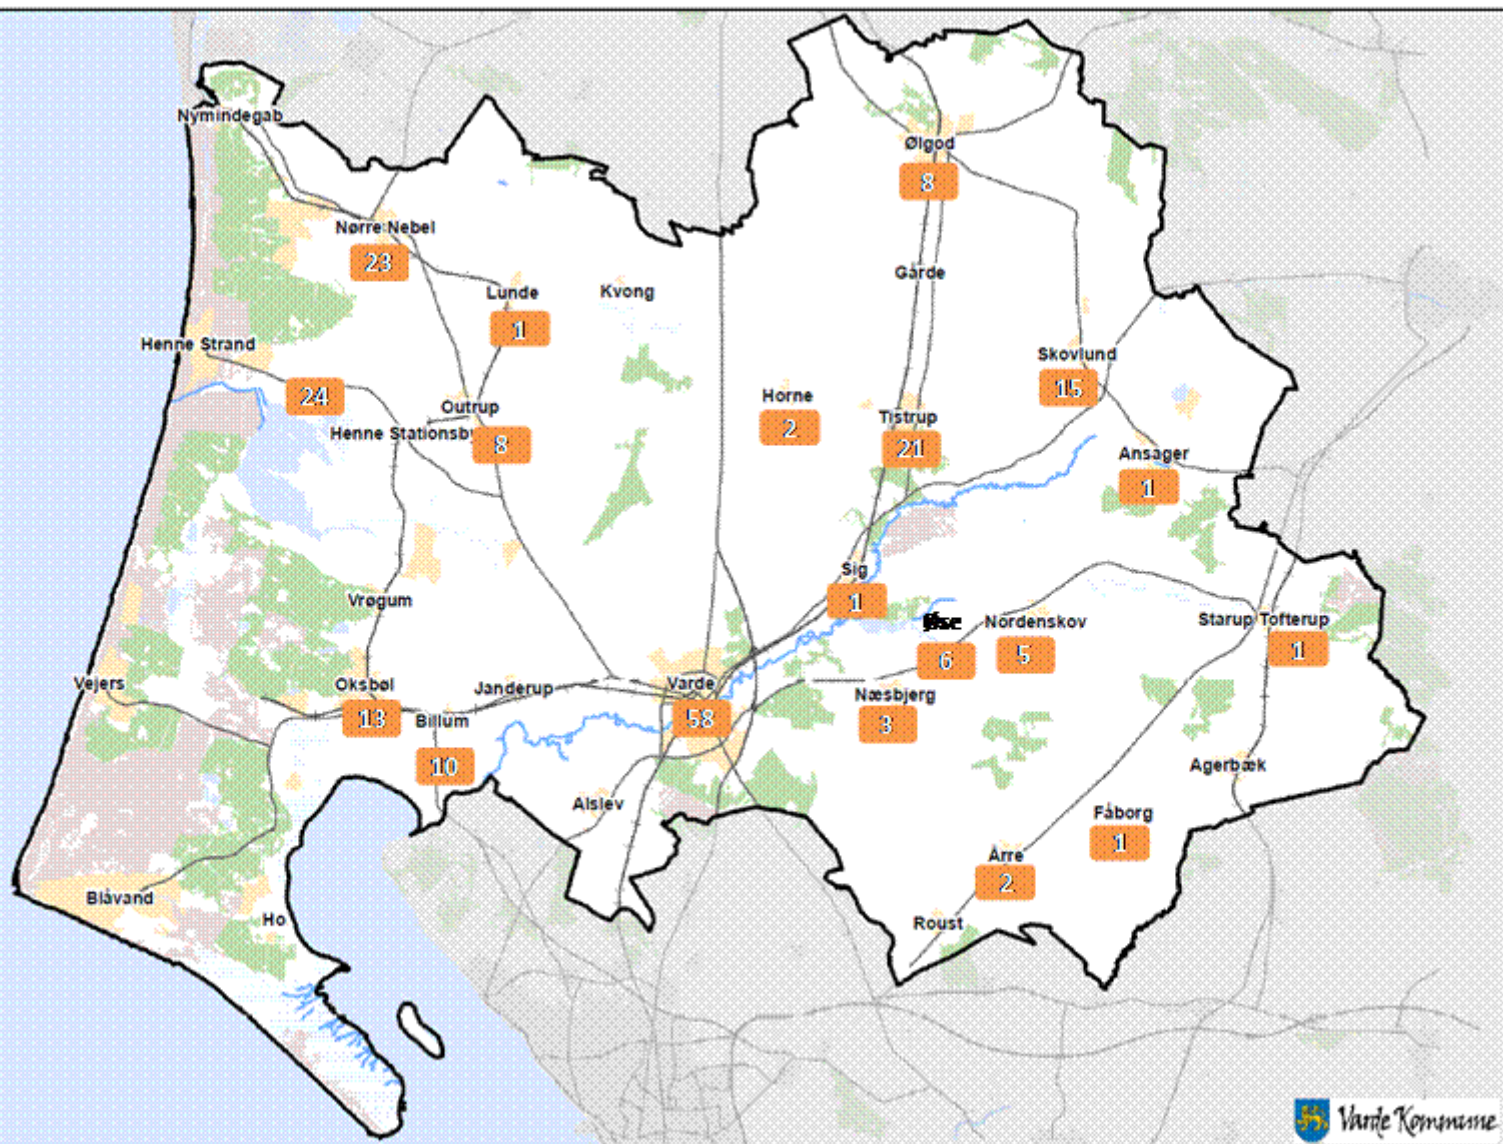 Nymindegab
Ølgod
8
Nørre Nebel
23
Gårde
Lunde
Kvong
1
Henne Strand
Skovlund
24
15
Horne
2
Outrup
Tistrup
21
Henne Stationsby
8
Ansager
1
Sig
1
Vrøgum
Øse
6
Nordenskov
5
Starup Tofterup
1
Vejers
Oksbøl
13
Janderup
Varde
58
Næsbjerg
3
Billum
10
Agerbæk
Alslev
Fåborg
1
Årre
2
Blåvand
Ho
Roust
Varde Kommune